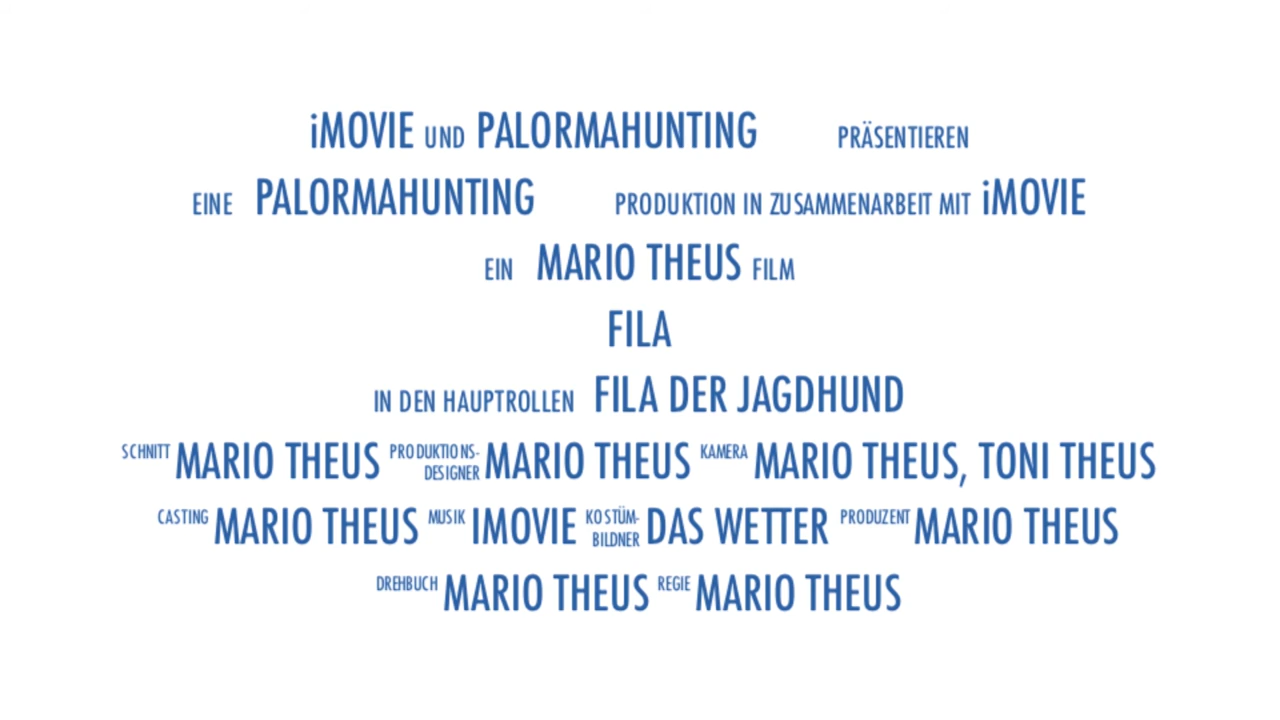 iMOVIE UND PALORMAHUNTING PRÄSENTIEREN
EINE PALORMAHUNTING PRODUKTION IN ZUSAMMENARBEIT MIT iMOVIE
EIN MARIO THEUS FILM
FILA
IN DEN HAUPTROLLEN FILA DER JAGDHUND
SCHNITT MARIO THEUS PRODUKTIONS-DESIGNER MARIO THEUS KAMERA MARIO THEUS, TONI THEUS
CASTING MARIO THEUS MUSIK IMOVIE KOSTÜM-BILDNER DAS WETTER PRODUZENT MARIO THEUS
DREHBUCH MARIO THEUS REGIE MARIO THEUS